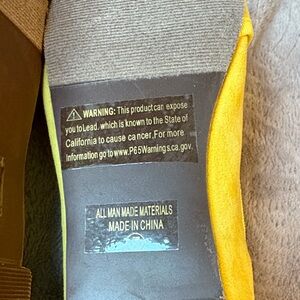 ⚠ WARNING: This product can expose
you to Lead, which is known to the State of
California to cause cancer. For more
Information go to www.P65Warnings.ca.gov.
ALL MAN MADE MATERIALS
MADE IN CHINA